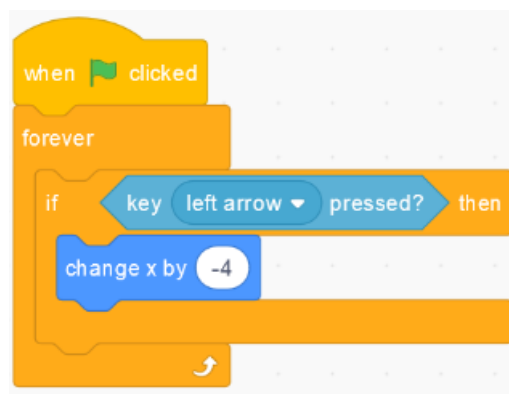 when clicked
forever
if key left arrow pressed? then
change x by -4